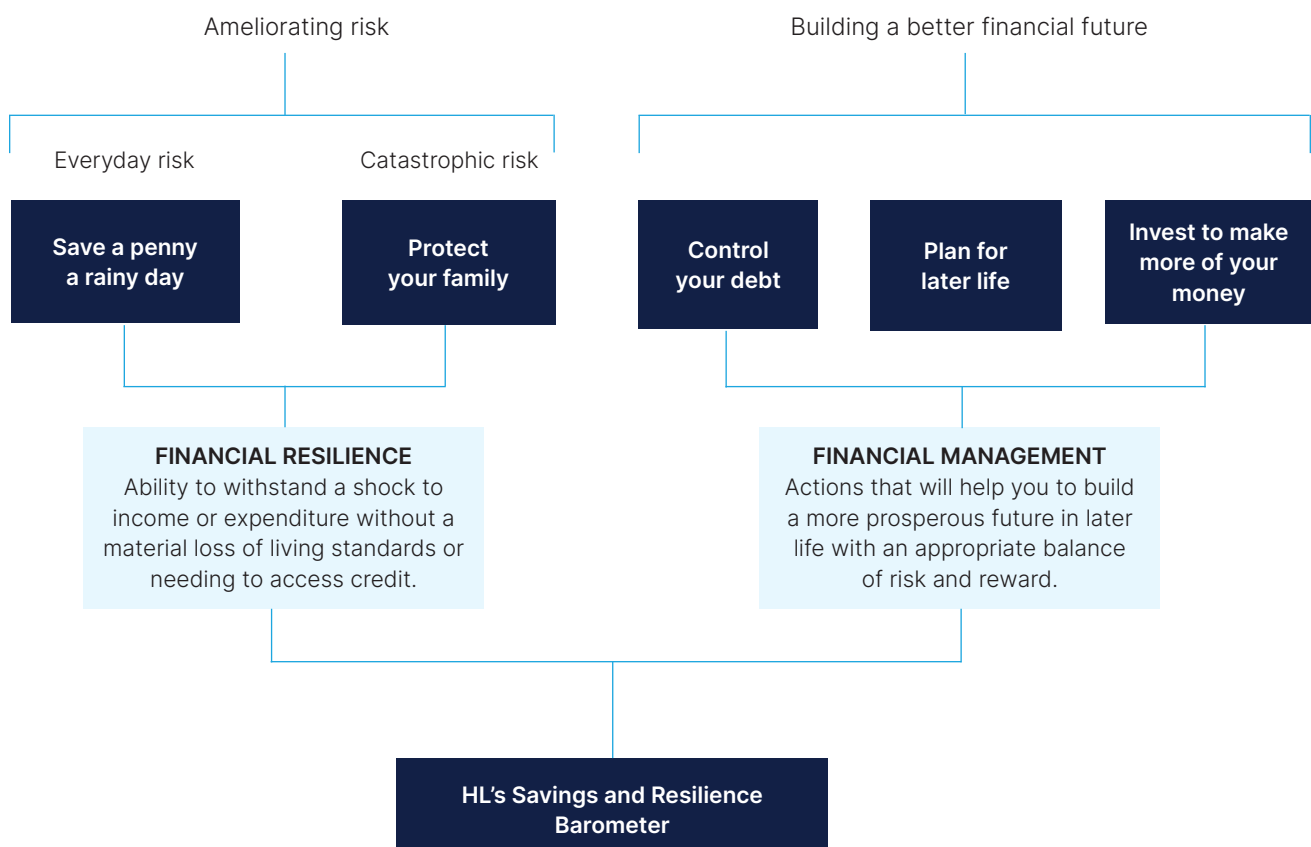 Ameliorating risk
Building a better financial future
Everyday risk
Catastrophic risk
Save a penny
a rainy day
Protect
your family
Control
your debt
Plan for
later life
Invest to make
more of your
money
FINANCIAL RESILIENCE
Ability to withstand a shock to
income or expenditure without a
material loss of living standards or
needing to access credit.
FINANCIAL MANAGEMENT
Actions that will help you to build
a more prosperous future in later
life with an appropriate balance
of risk and reward.
HL’s Savings and Resilience
Barometer